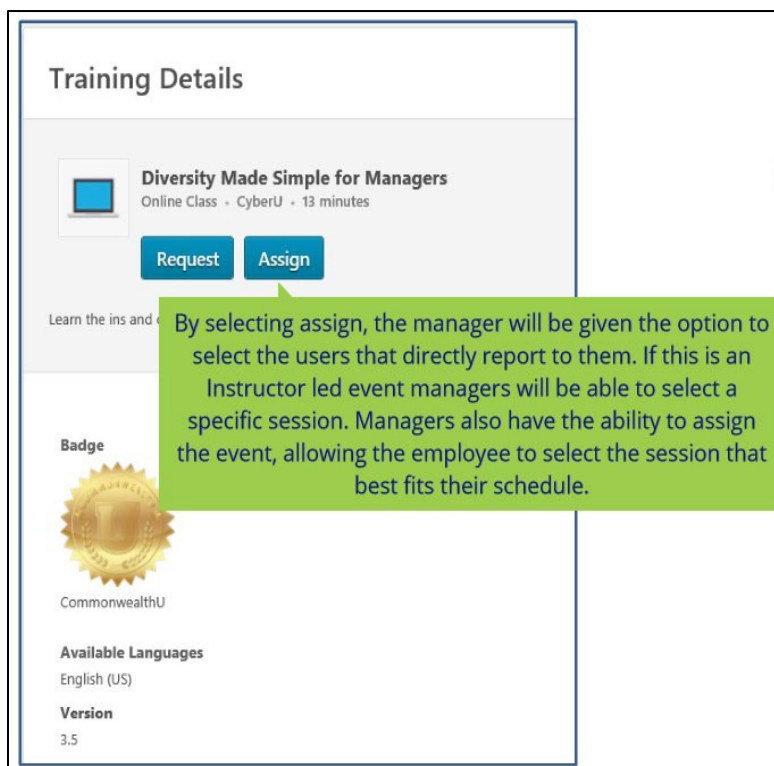 Training Details
Diversity Made Simple for Managers
Online Class • CyberU • 13 minutes
Request Assign
Learn the ins and
By selecting assign, the manager will be given the option to
select the users that directly report to them. If this is an
Instructor led event managers will be able to select a
specific session. Managers also have the ability to assign
the event, allowing the employee to select the session that
best fits their schedule.
Badge
U
CommonwealthU
Available Languages
English (US)
Version
3.5